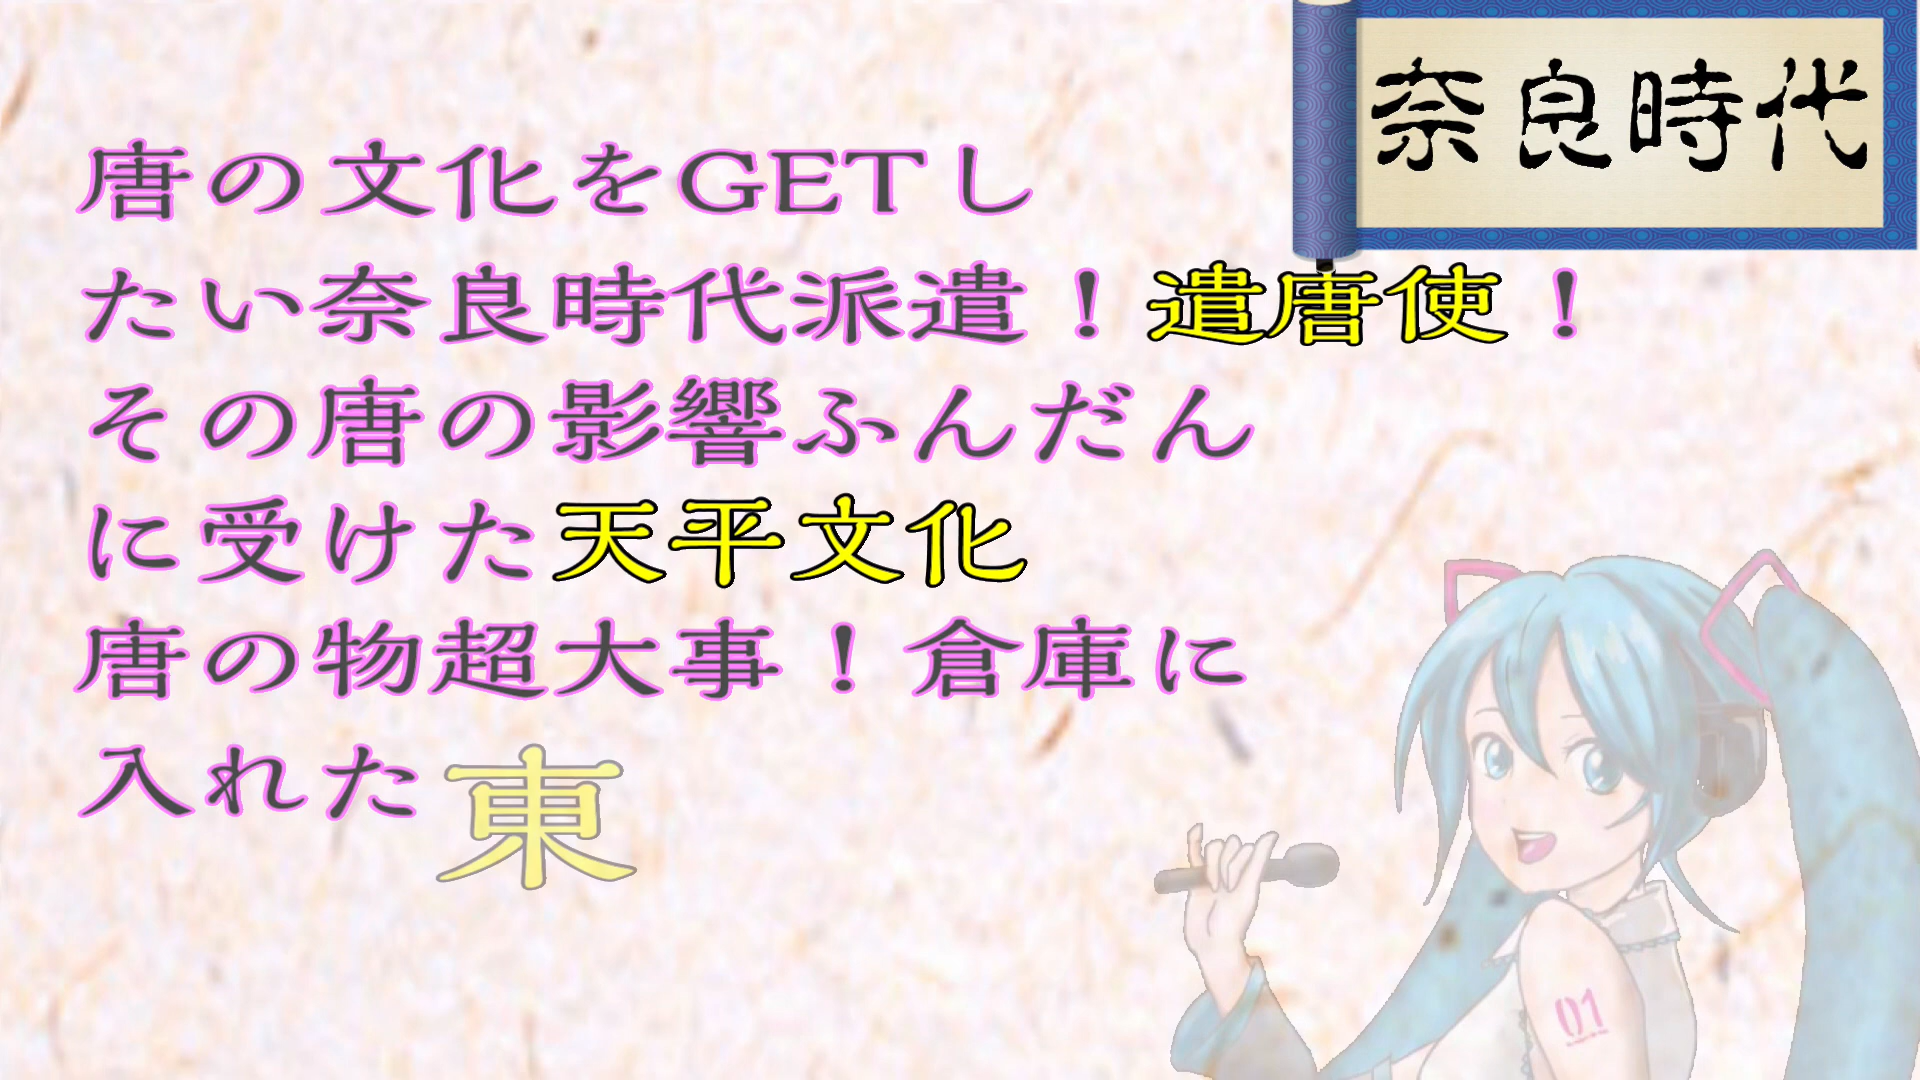 奈良時代
唐の文化をGETし
たい奈良時代派遣！遣唐使！
その唐の影響ふんだん
に受けた天平文化
唐の物超大事！倉庫に
入れた東
01